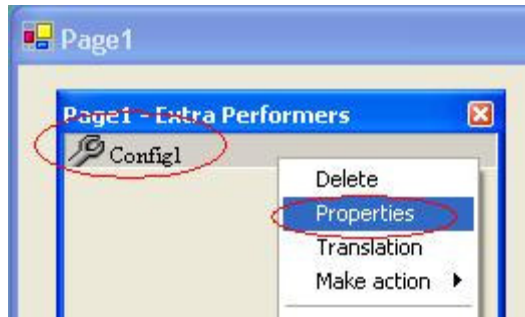 Page1
Page1 - Extra Performers
Config1
Delete
Properties
Translation
Make action